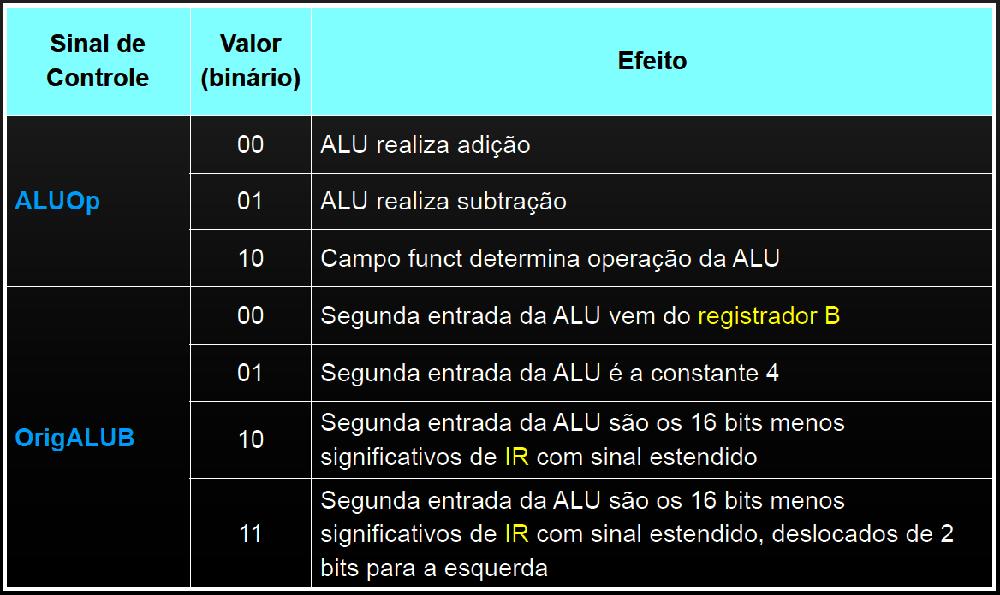 Sinal de
Controle
Valor
(binário)
Efeito
ALUOp
00
ALU realiza adição
01
ALU realiza subtração
10
Campo funct determina operação da ALU
OrigALUB
00
Segunda entrada da ALU vem do registrador B
01
Segunda entrada da ALU é a constante 4
10
Segunda entrada da ALU são os 16 bits menos
significativos de IR com sinal estendido
11
Segunda entrada da ALU são os 16 bits menos
significativos de IR com sinal estendido, deslocados de 2
bits para a esquerda